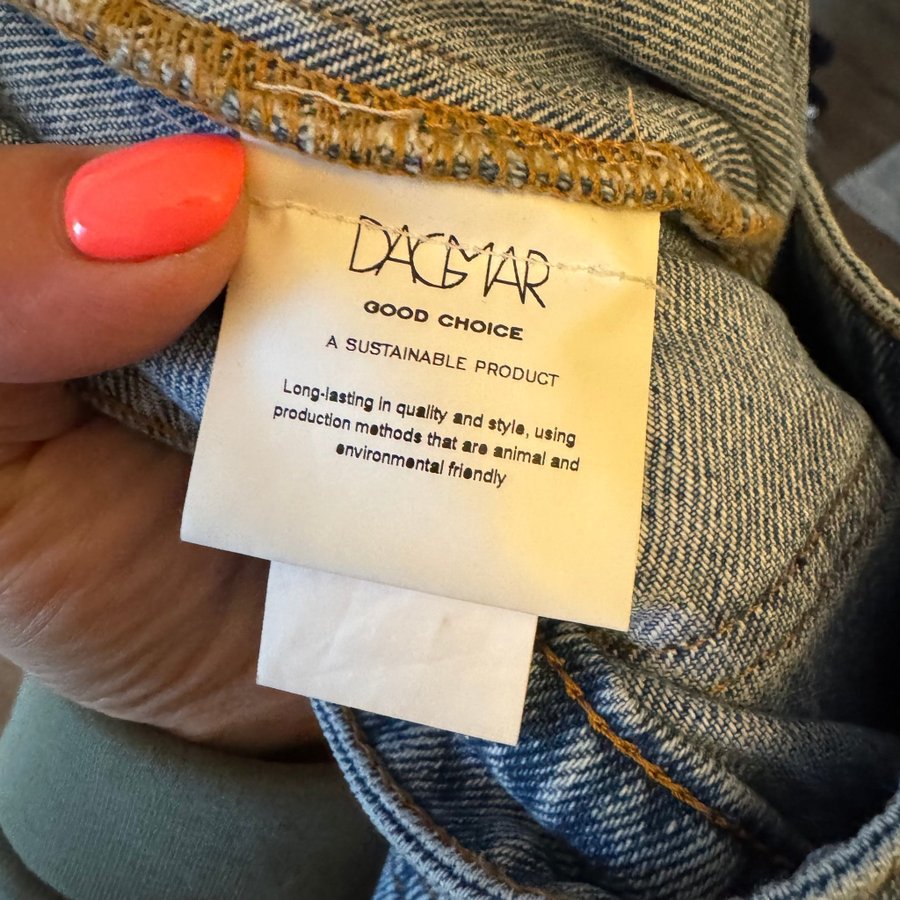 DAGMAR
GOOD CHOICE
A SUSTAINABLE PRODUCT
Long-lasting in quality and style, using
production methods that are animal and
environmental friendly